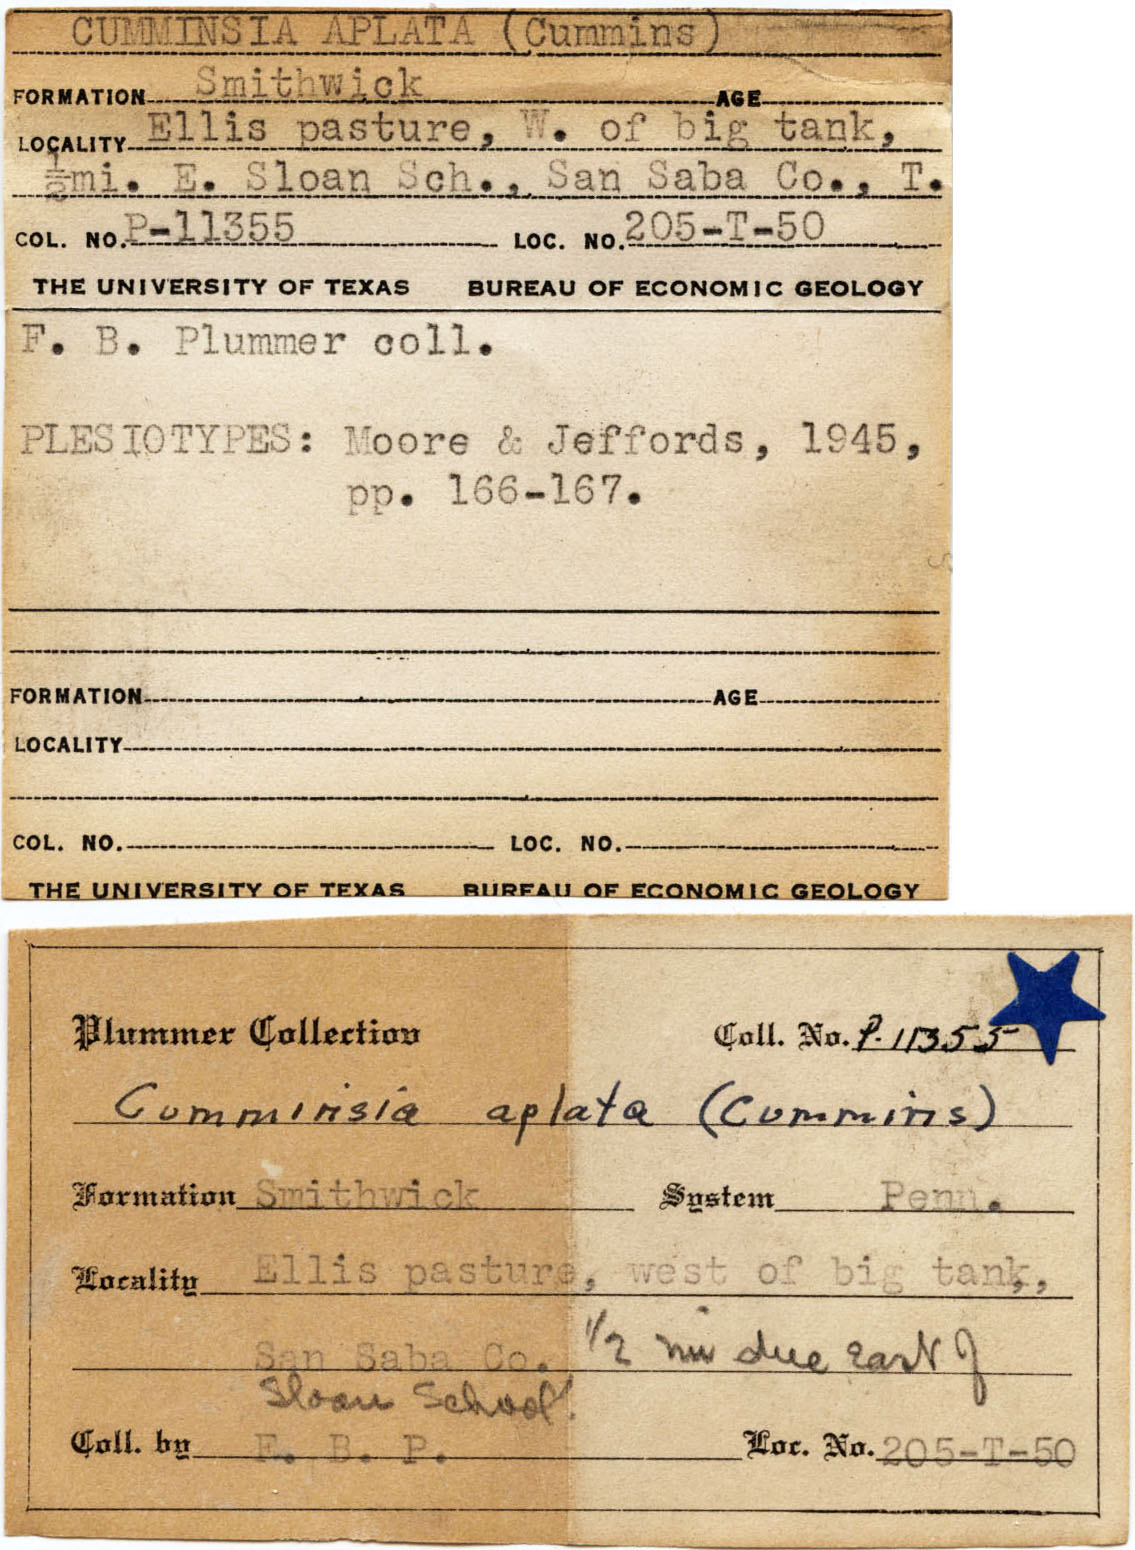 CUMMINSIA APLATA (Cummins)
FORMATION Smithwick AGE
LOCALITY Ellis pasture, W. of big tank,
½mi. E. Sloan Sch., San Saba Co., T.
COL. NO. P-11355 LOC. NO. 205-T-50
THE UNIVERSITY OF TEXAS BUREAU OF ECONOMIC GEOLOGY
F. B. Plummer coll.
PLESIOTYPES: Moore & Jeffords, 1945,
pp. 166-167.
FORMATION AGE
LOCALITY
COL. NO. LOC. NO.
THE UNIVERSITY OF TEXAS BUREAU OF ECONOMIC GEOLOGY
Plummer Collection Coll. No. P-11355
Cumminsia aplata (Cummins)
Formation Smithwick System Penn.
Locality Ellis pasture, west of big tank,
San Saba Co. 1/2 mi due east of
Sloan School.
Coll. by F. B. P. Loc. No. 205-T-50